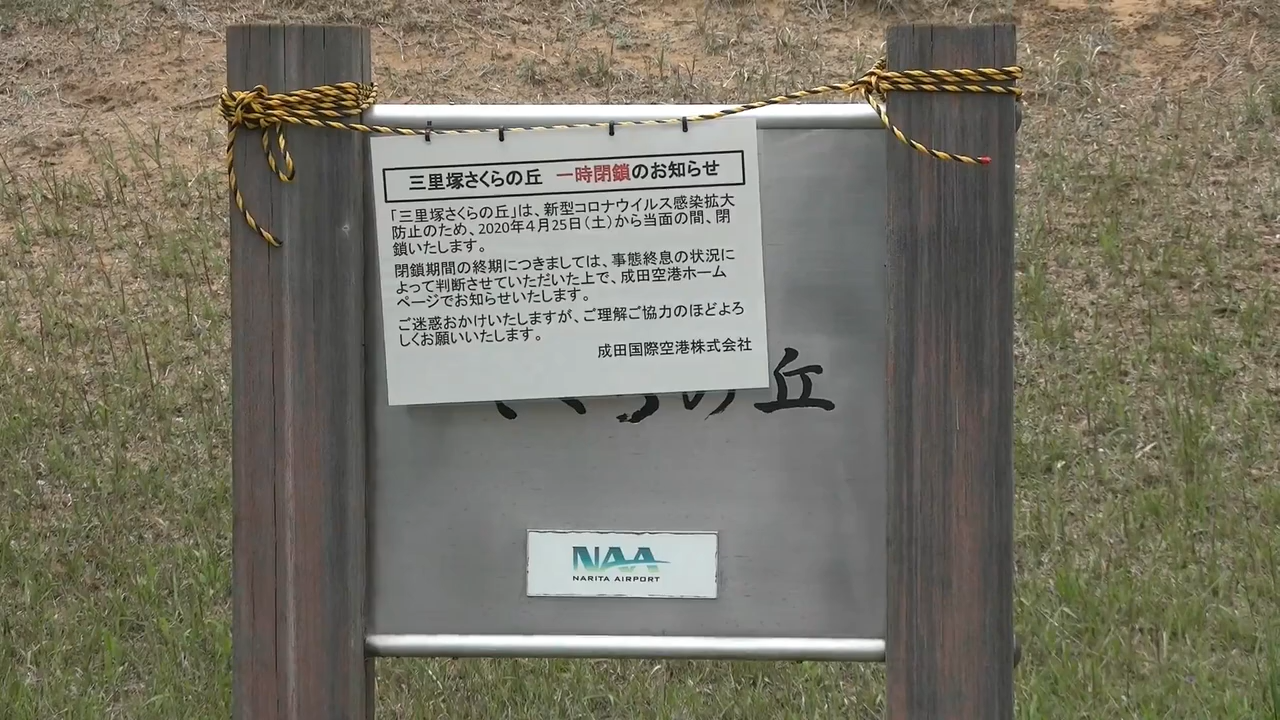 三里塚さくらの丘　一時閉鎖のお知らせ
「三里塚さくらの丘」は、新型コロナウイルス感染拡大
防止のため、2020年4月25日(土)から当面の間、閉
鎖いたします。
閉鎖期間の終期につきましては、事態終息の状況に
よって判断させていただいた上で、成田空港ホーム
ページでお知らせいたします。
ご迷惑おかけいたしますが、ご理解ご協力のほどよろ
しくお願いいたします。
成田国際空港株式会社
くらの丘
NAA
NARITA AIRPORT